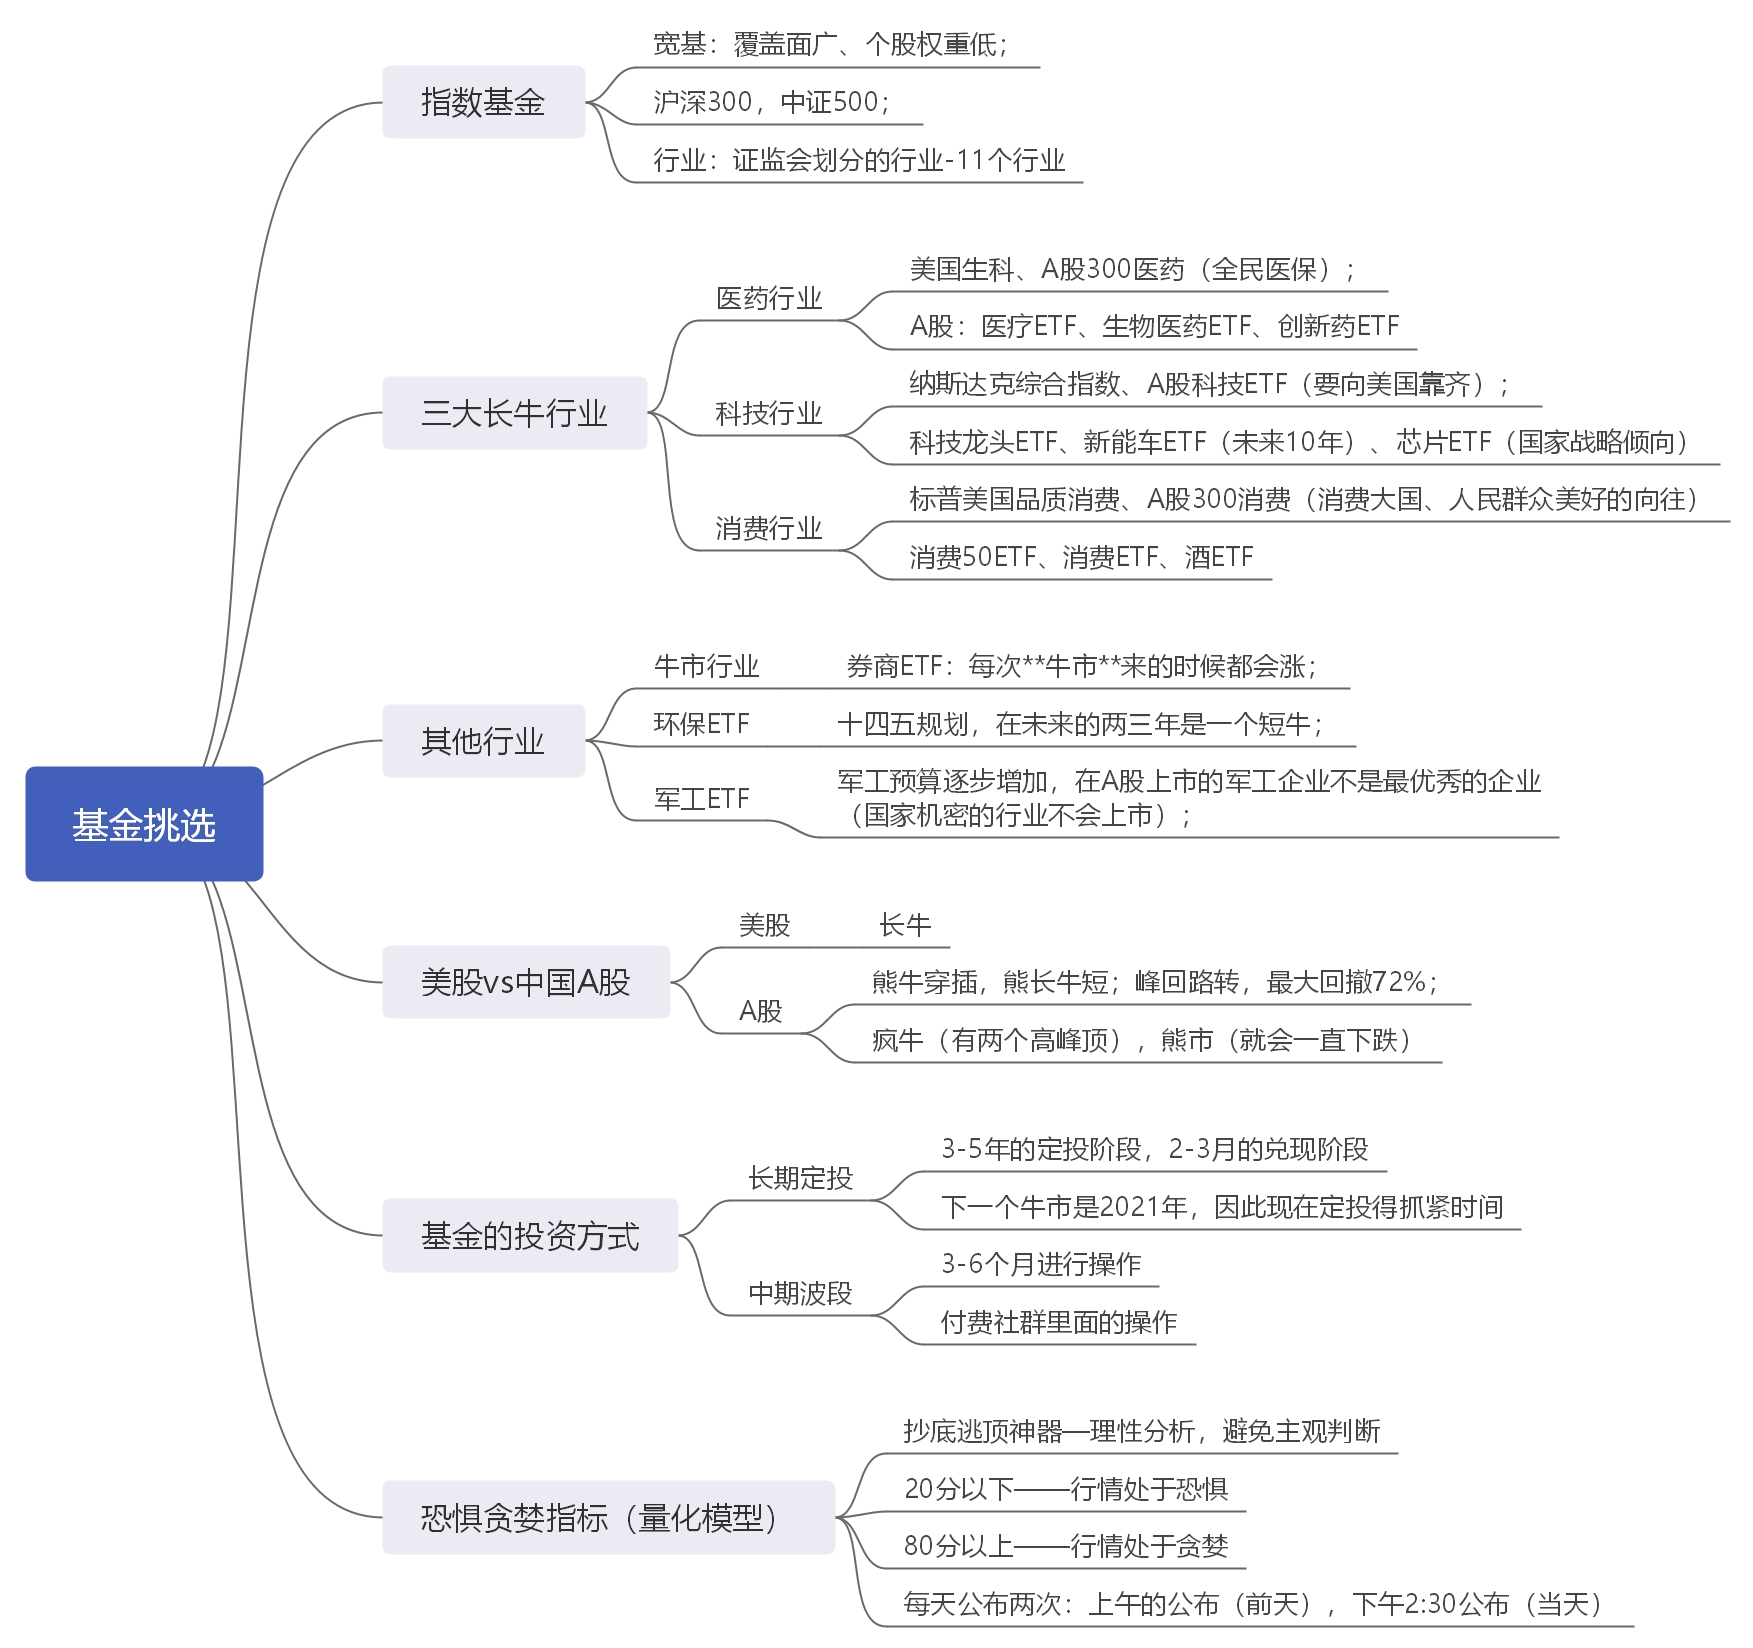 基金挑选
指数基金
宽基：覆盖面广、个股权重低；
沪深300，中证500；
行业：证监会划分的行业-11个行业
三大长牛行业
医药行业
美国生科、A股300医药（全民医保）；
A股：医疗ETF、生物医药ETF、创新药ETF
科技行业
纳斯达克综合指数、A股科技ETF（要向美国靠齐）；
科技龙头ETF、新能车ETF（未来10年）、芯片ETF（国家战略倾向）
消费行业
标普美国品质消费、A股300消费（消费大国、人民群众美好的向往）
消费50ETF、消费ETF、酒ETF
其他行业
牛市行业
券商ETF：每次**牛市**来的时候都会涨；
环保ETF
十四五规划，在未来的两三年是一个短牛；
军工ETF
军工预算逐步增加，在A股上市的军工企业不是最优秀的企业
（国家机密的行业不会上市）；
美股vs中国A股
美股
长牛
A股
熊牛穿插，熊长牛短；峰回路转，最大回撤72%；
疯牛（有两个高峰顶），熊市（就会一直下跌）
基金的投资方式
长期定投
3-5年的定投阶段，2-3月的兑现阶段
下一个牛市是2021年，因此现在定投得抓紧时间
中期波段
3-6个月进行操作
付费社群里面的操作
恐惧贪婪指标（量化模型）
抄底逃顶神器—理性分析，避免主观判断
20分以下——行情处于恐惧
80分以上——行情处于贪婪
每天公布两次：上午的公布（前天），下午2:30公布（当天）